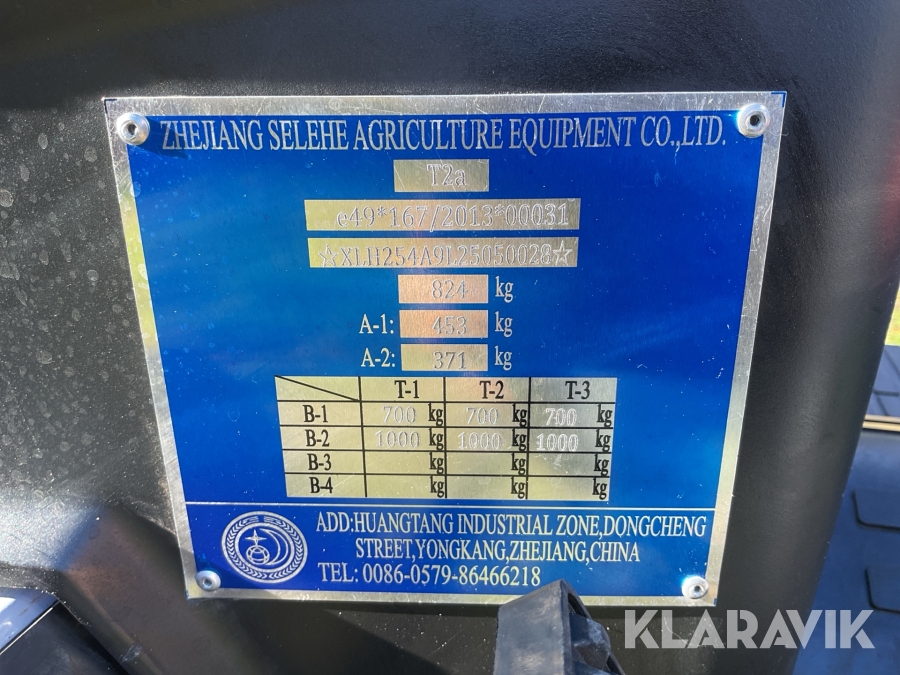 ZHEJIANG SELEHE AGRICULTURE EQUIPMENT CO.,LTD.
T2a
e49*167/2013*00031
☆XLH254A9L25050028☆
824 kg
A-1: 453 kg
A-2: 371 kg
T-1 T-2 T-3
B-1 700 kg 700 kg 700 kg
B-2 1000 kg 1000 kg 1000 kg
B-3 kg kg kg
B-4 kg kg kg
ADD:HUANGTANG INDUSTRIAL ZONE,DONGCHENG
STREET,YONGKANG,ZHEJIANG,CHINA
TEL: 0086-0579-86466218
KLARAVIK